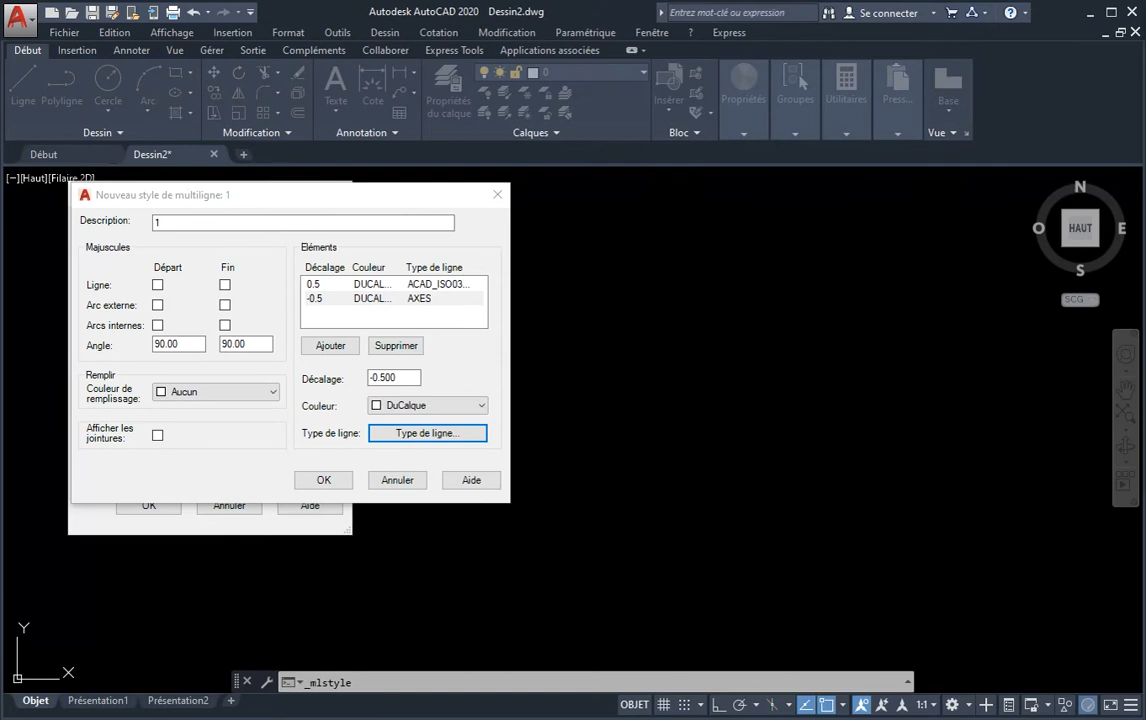 Autodesk AutoCAD 2020 Dessin2.dwg
Entrez mot-clé ou expression
Se connecter
Fichier Edition Affichage Insertion Format Outils Dessin Cotation Modification Paramétrique Fenêtre ? Express
Début Insertion Annoter Vue Gérer Sortie Compléments Collaborer Express Tools Applications associées
0
Ligne Polyligne Cercle Arc Texte Cote Propriétés du calque Insérer Propriétés Groupes Utilitaires Press... Base
Dessin Modification Annotation Calques Bloc Vue
Début Dessin2*
[−][Haut][Filaire 2D]
N
O HAUT E
S
SCG
Nouveau style de multiligne: 1
Description: 1
Majuscules Eléments
Départ Fin Décalage Couleur Type de ligne
Ligne: 0.5 DUCAL... ACAD_ISO03...
Arc externe: -0.5 DUCAL... AXES
Arcs internes:
Angle: 90.00 90.00 Ajouter Supprimer
Remplir Décalage: -0.500
Couleur de remplissage: Aucun Couleur: DuCalque
Afficher les jointures: Type de ligne: Type de ligne...
OK Annuler Aide
OK Annuler Aide
Y
X
_mlstyle
Objet Présentation1 Présentation2
OBJET 1:1